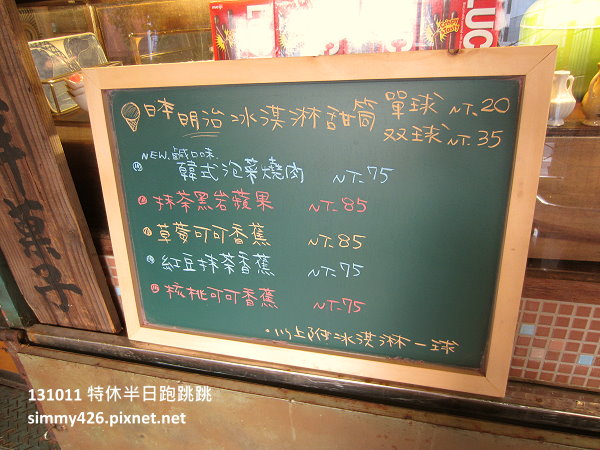 LUC
日本明治冰淇淋甜筒 單球 NT.20
双球 NT.35
NEW.鹹口味.
韓式泡菜燒肉 NT.75
抹茶黑岩蘋果 NT.85
草莓可可香蕉 NT.85
紅豆抹茶香蕉 NT.75
核桃可可香蕉 NT.75
以上附冰淇淋一球
菓子
131011 特休半日跑跳跳
simmy426.pixnet.net